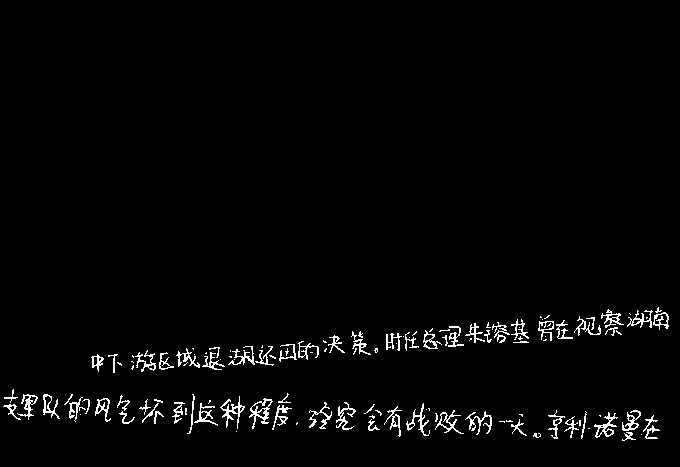 中下游区域退湖还田的决策。时任总理朱镕基曾在视察湖南
支军队的风气坏到这种程度，终究会有战败的一天。亨利诺曼在